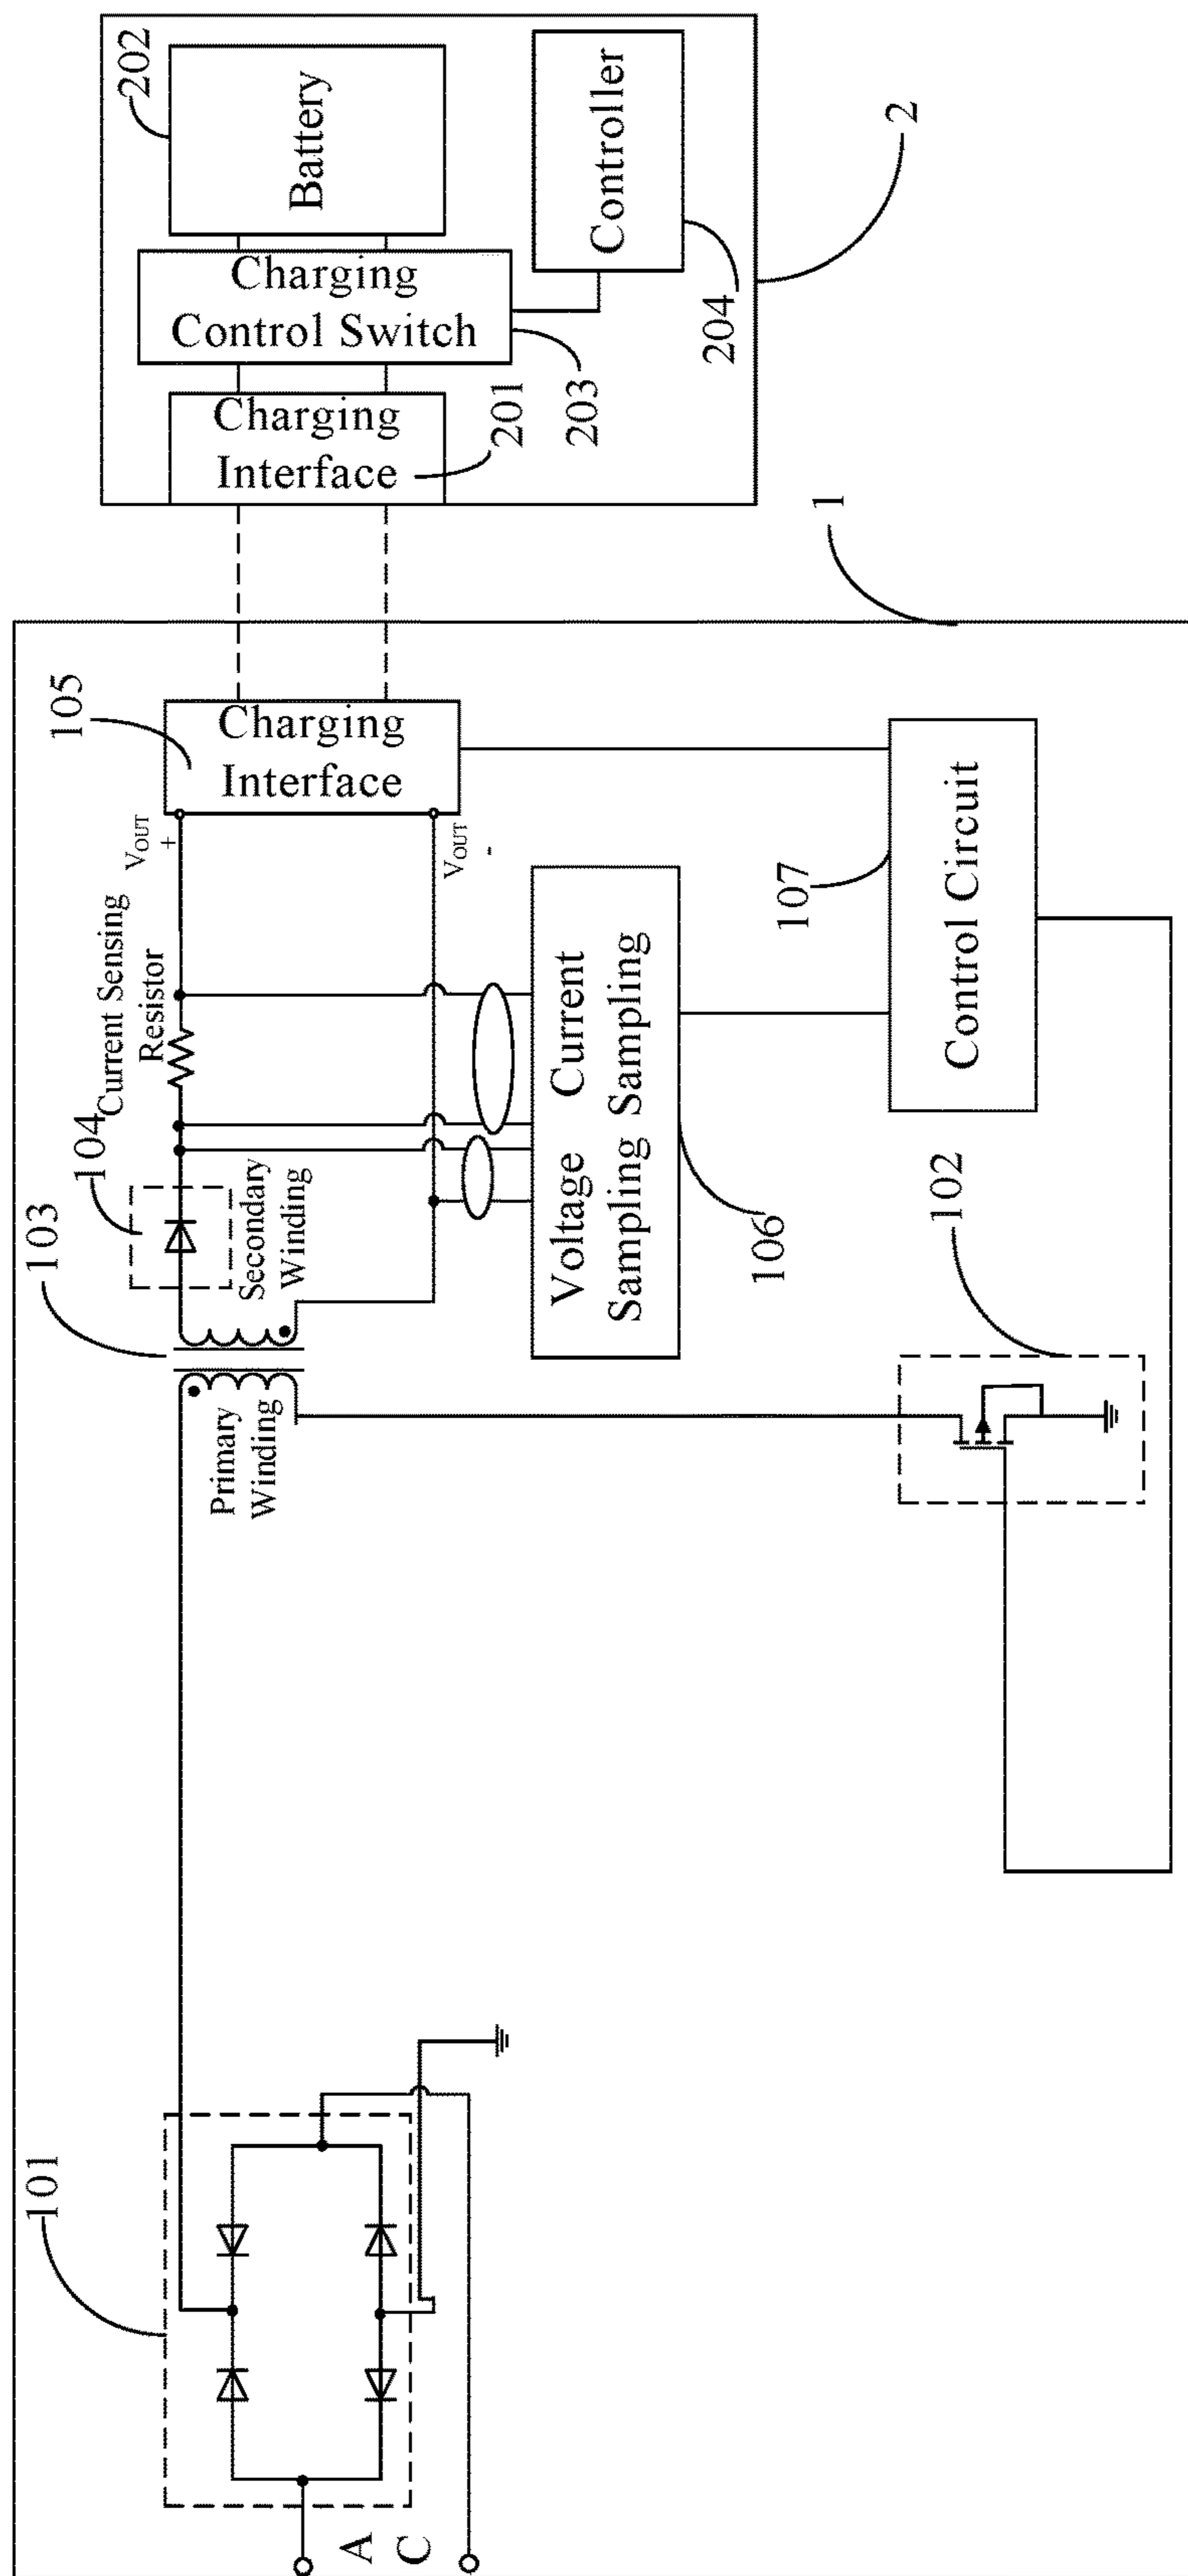 101
A
C
Primary
Winding
103
Secondary
Winding
104
Current Sensing
Resistor
VOUT
+
VOUT
-
105
Charging
Interface
Voltage
Sampling
Current
Sampling
106
102
107
Control Circuit
1
Charging
Interface
201
Charging
Control Switch
203
202
Battery
Controller
204
2